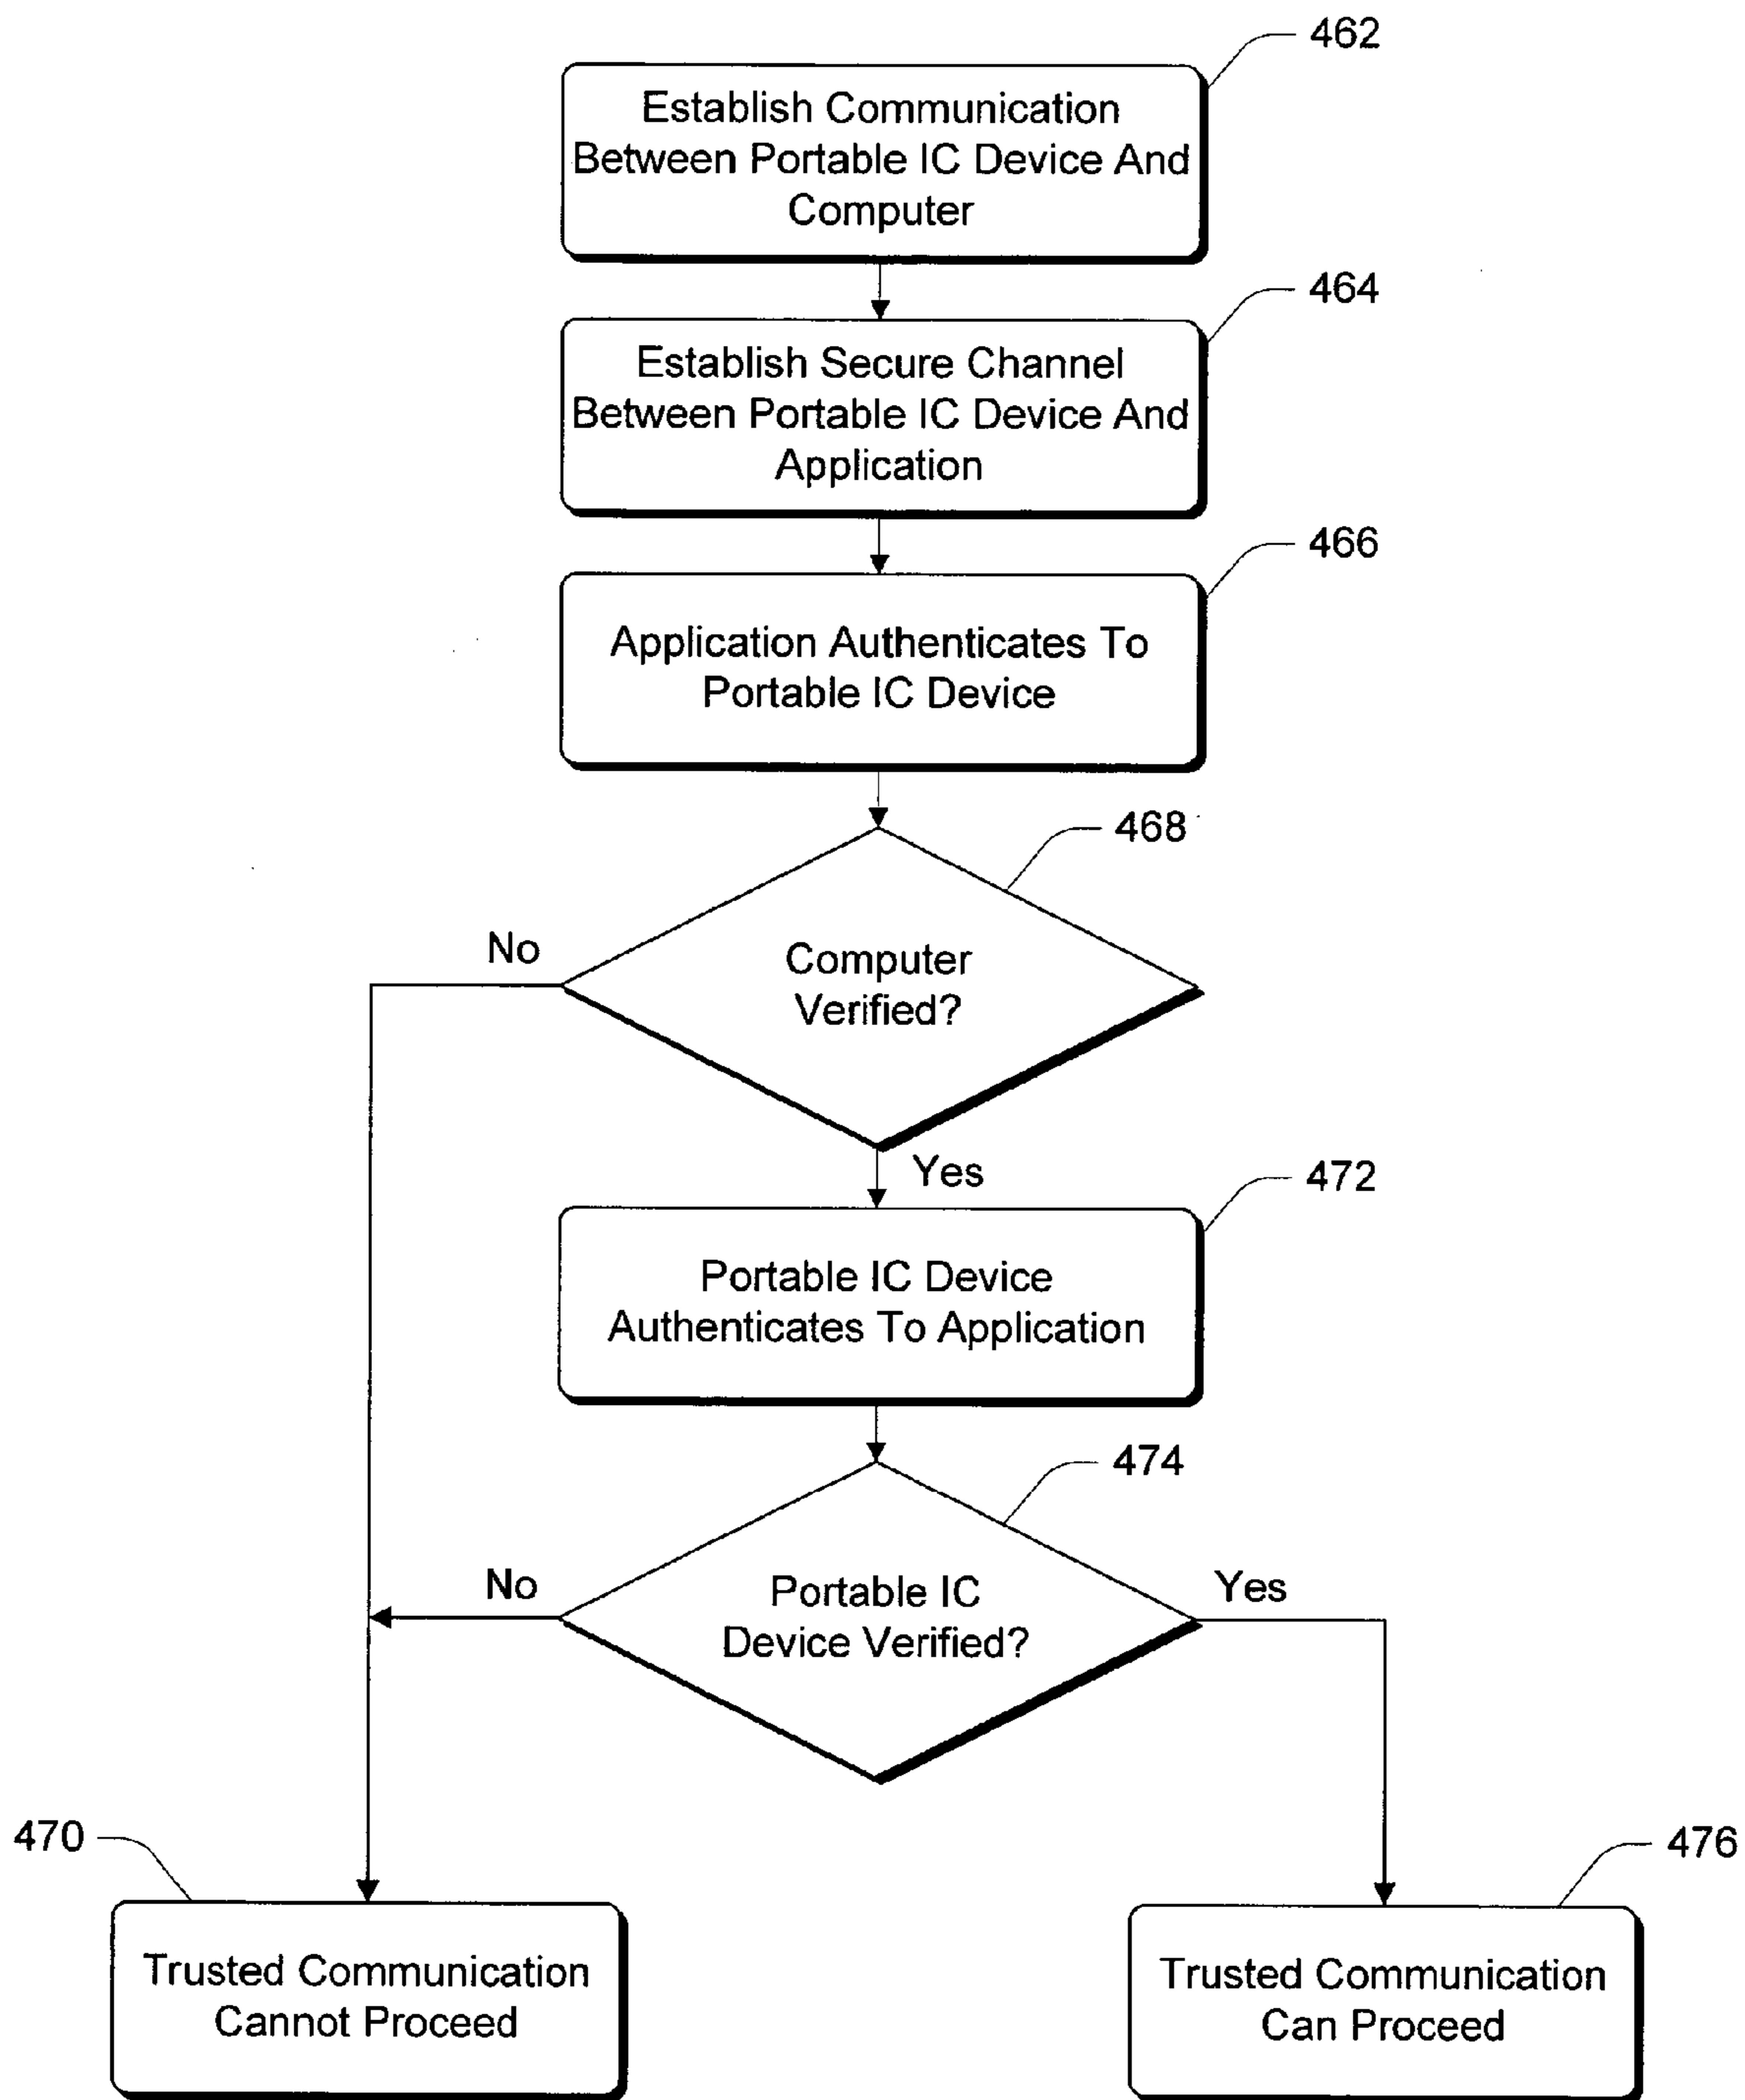 462
Establish Communication
Between Portable IC Device And
Computer
464
Establish Secure Channel
Between Portable IC Device And
Application
466
Application Authenticates To
Portable IC Device
468
No
Computer
Verified?
Yes
472
Portable IC Device
Authenticates To Application
474
No
Portable IC
Device Verified?
Yes
470
476
Trusted Communication
Cannot Proceed
Trusted Communication
Can Proceed